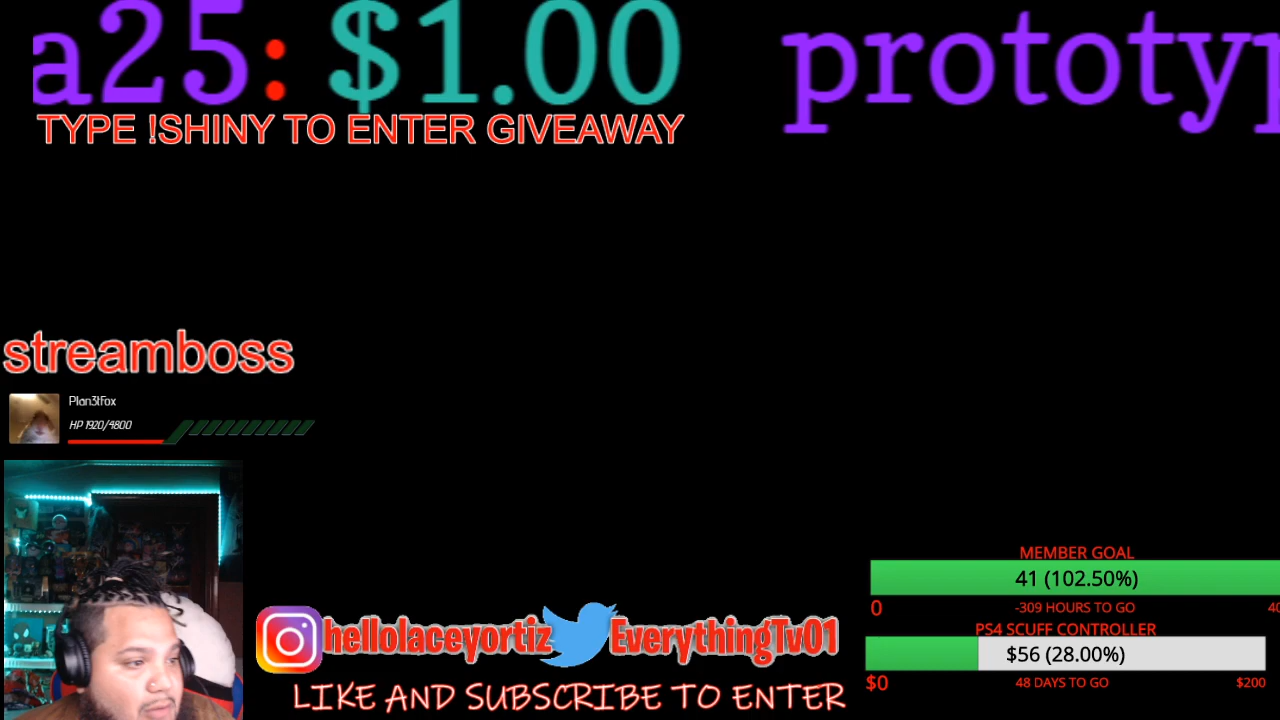 a25: $1.00 prototyp
TYPE !SHINY TO ENTER GIVEAWAY
streamboss
Plan3tfox
HP 1920/4800
MEMBER GOAL
41 (102.50%)
0 -309 HOURS TO GO 40
PS4 SCUFF CONTROLLER
$56 (28.00%)
$0 48 DAYS TO GO $200
hellolaceyortiz EverythingTv01
LIKE AND SUBSCRIBE TO ENTER